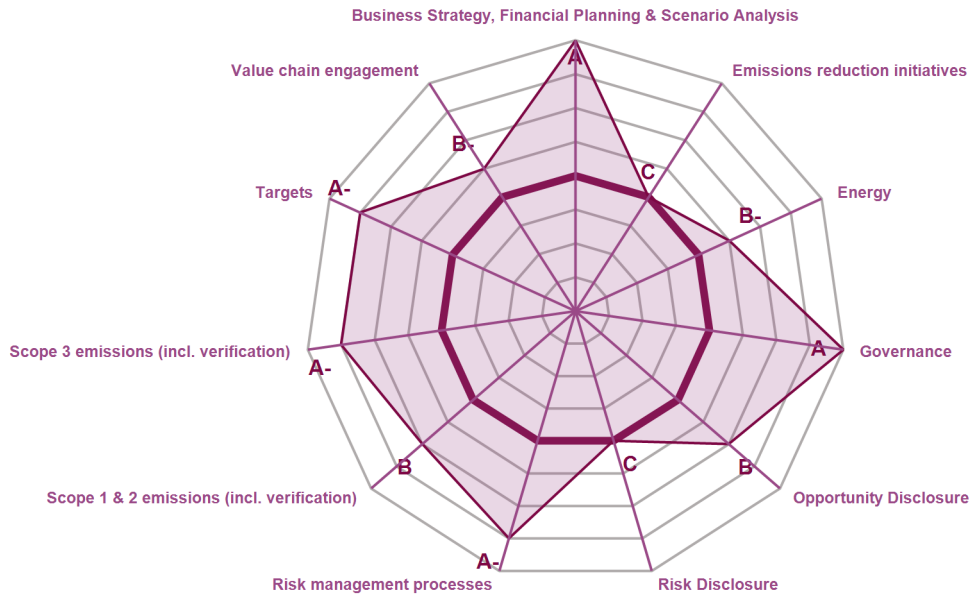 Business Strategy, Financial Planning & Scenario Analysis
A
Value chain engagement
Emissions reduction initiatives
B-
C
Targets
A-
Energy
B-
Scope 3 emissions (incl. verification)
A-
A
Governance
Scope 1 & 2 emissions (incl. verification)
B
B
Opportunity Disclosure
Risk management processes
A-
C
Risk Disclosure